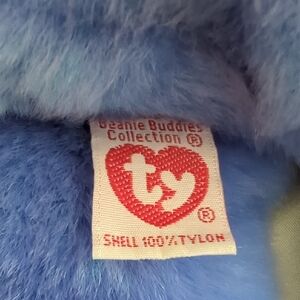 Beanie Buddies
Collection ®
ty ®
SHELL 100% TYLON